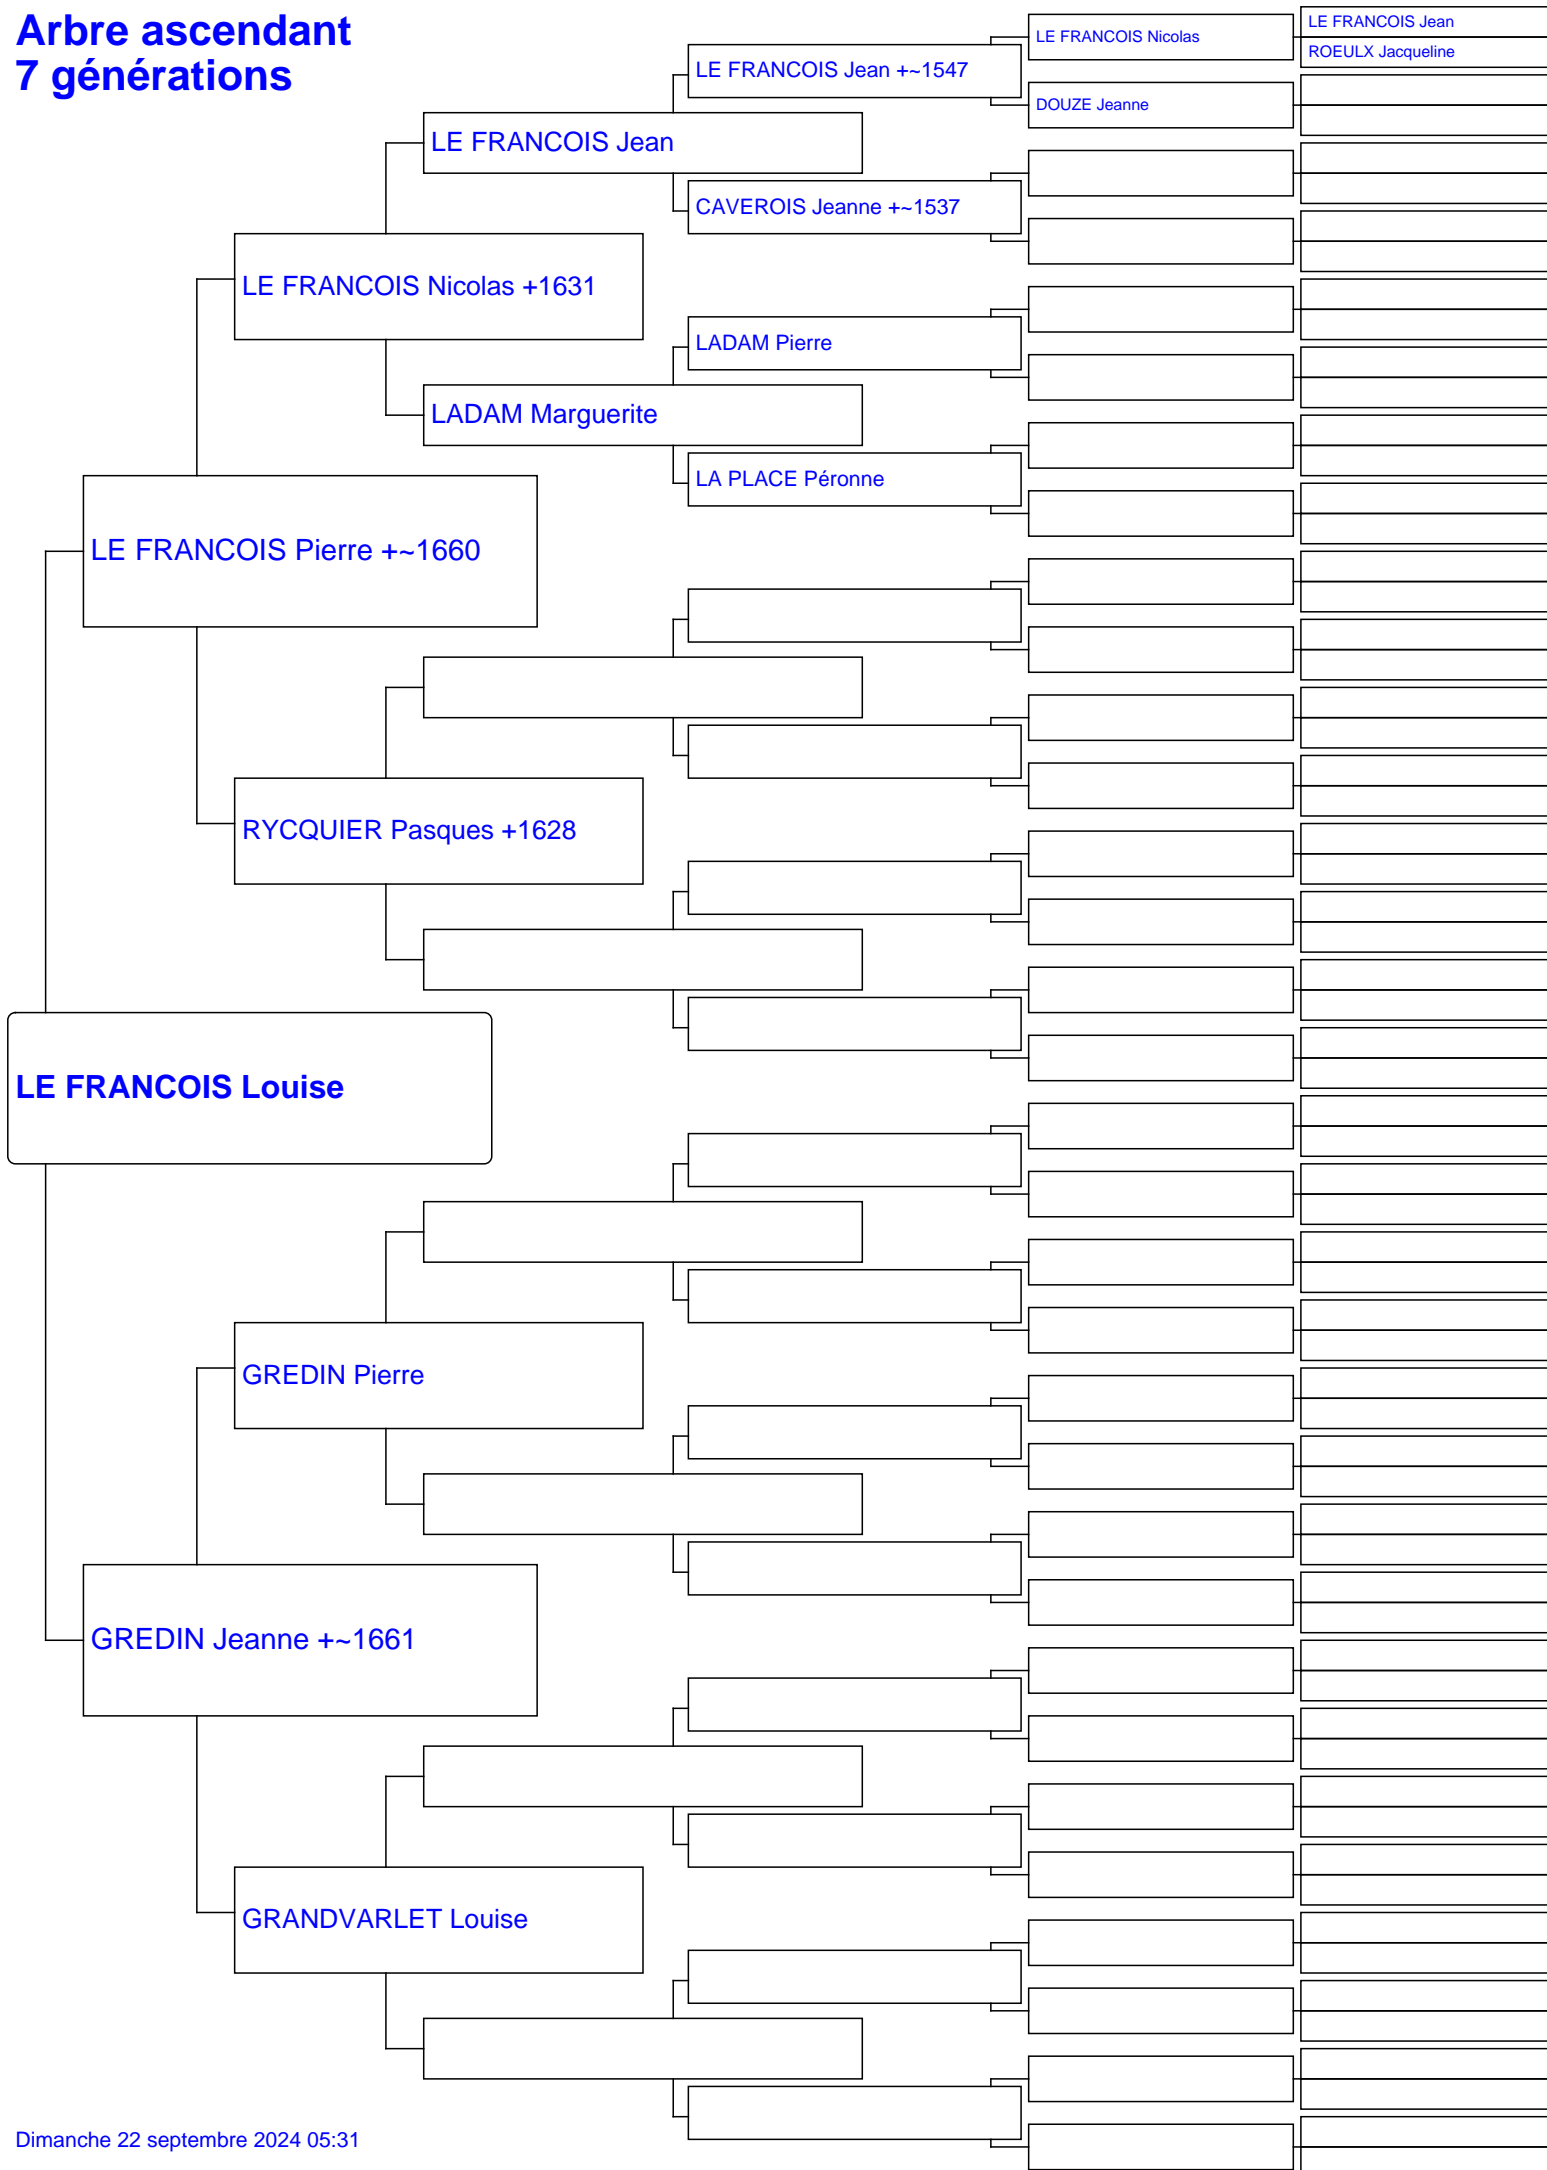 Arbre ascendant
7 générations
LE FRANCOIS Jean
ROEULX Jacqueline
LE FRANCOIS Nicolas
DOUZE Jeanne
LE FRANCOIS Jean +~1547
LE FRANCOIS Jean
CAVEROIS Jeanne +~1537
LE FRANCOIS Nicolas +1631
LADAM Pierre
LADAM Marguerite
LA PLACE Péronne
LE FRANCOIS Pierre +~1660
RYCQUIER Pasques +1628
LE FRANCOIS Louise
GREDIN Pierre
GREDIN Jeanne +~1661
GRANDVARLET Louise
Dimanche 22 septembre 2024 05:31